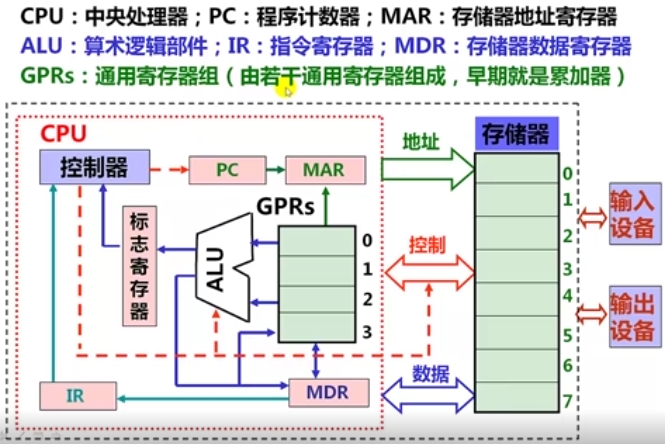 CPU：中央处理器；PC：程序计数器；MAR：存储器地址寄存器
ALU：算术逻辑部件；IR：指令寄存器；MDR：存储器数据寄存器
GPRs：通用寄存器组（由若干通用寄存器组成，早期就是累加器）
CPU
控制器
PC
MAR
地址
存储器
GPRs
标志寄存器
ALU
0
1
2
3
控制
数据
0
1
2
3
4
5
6
7
输入
设备
输出
设备
IR
MDR